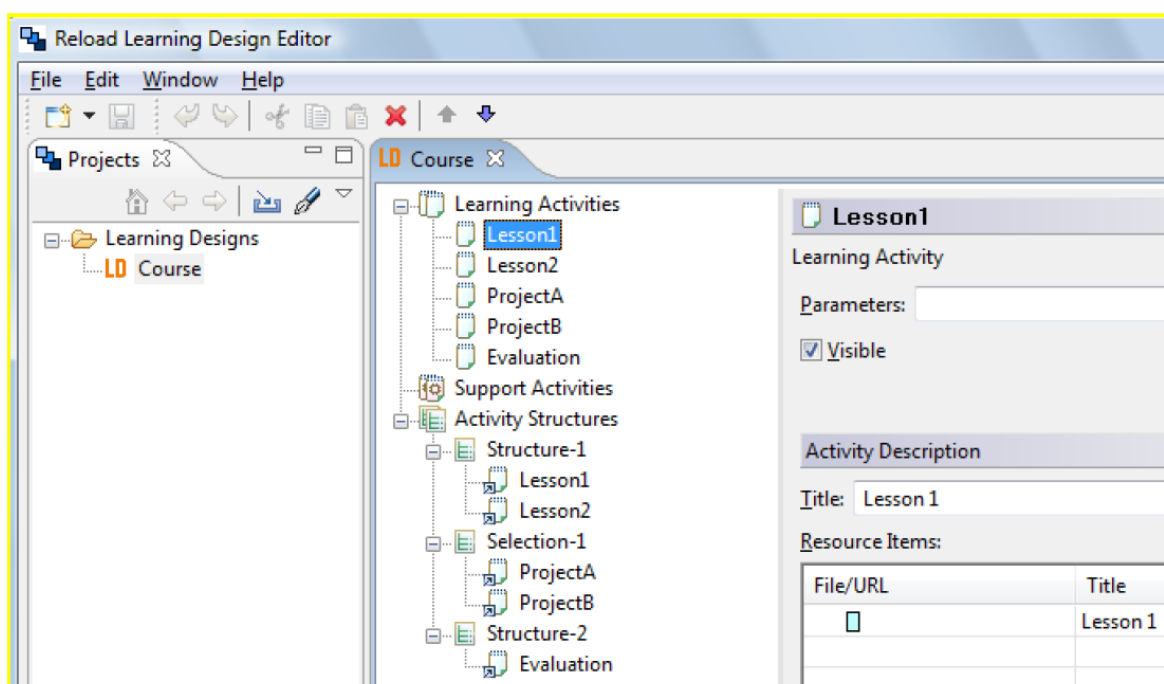 Reload Learning Design Editor
File Edit Window Help
Projects
LD Course
Learning Designs
LD Course
Learning Activities
Lesson1
Lesson2
ProjectA
ProjectB
Evaluation
Support Activities
Activity Structures
Structure-1
Lesson1
Lesson2
Selection-1
ProjectA
ProjectB
Structure-2
Evaluation
Lesson1
Learning Activity
Parameters:
Visible
Activity Description
Title: Lesson 1
Resource Items:
File/URL Title
Lesson 1